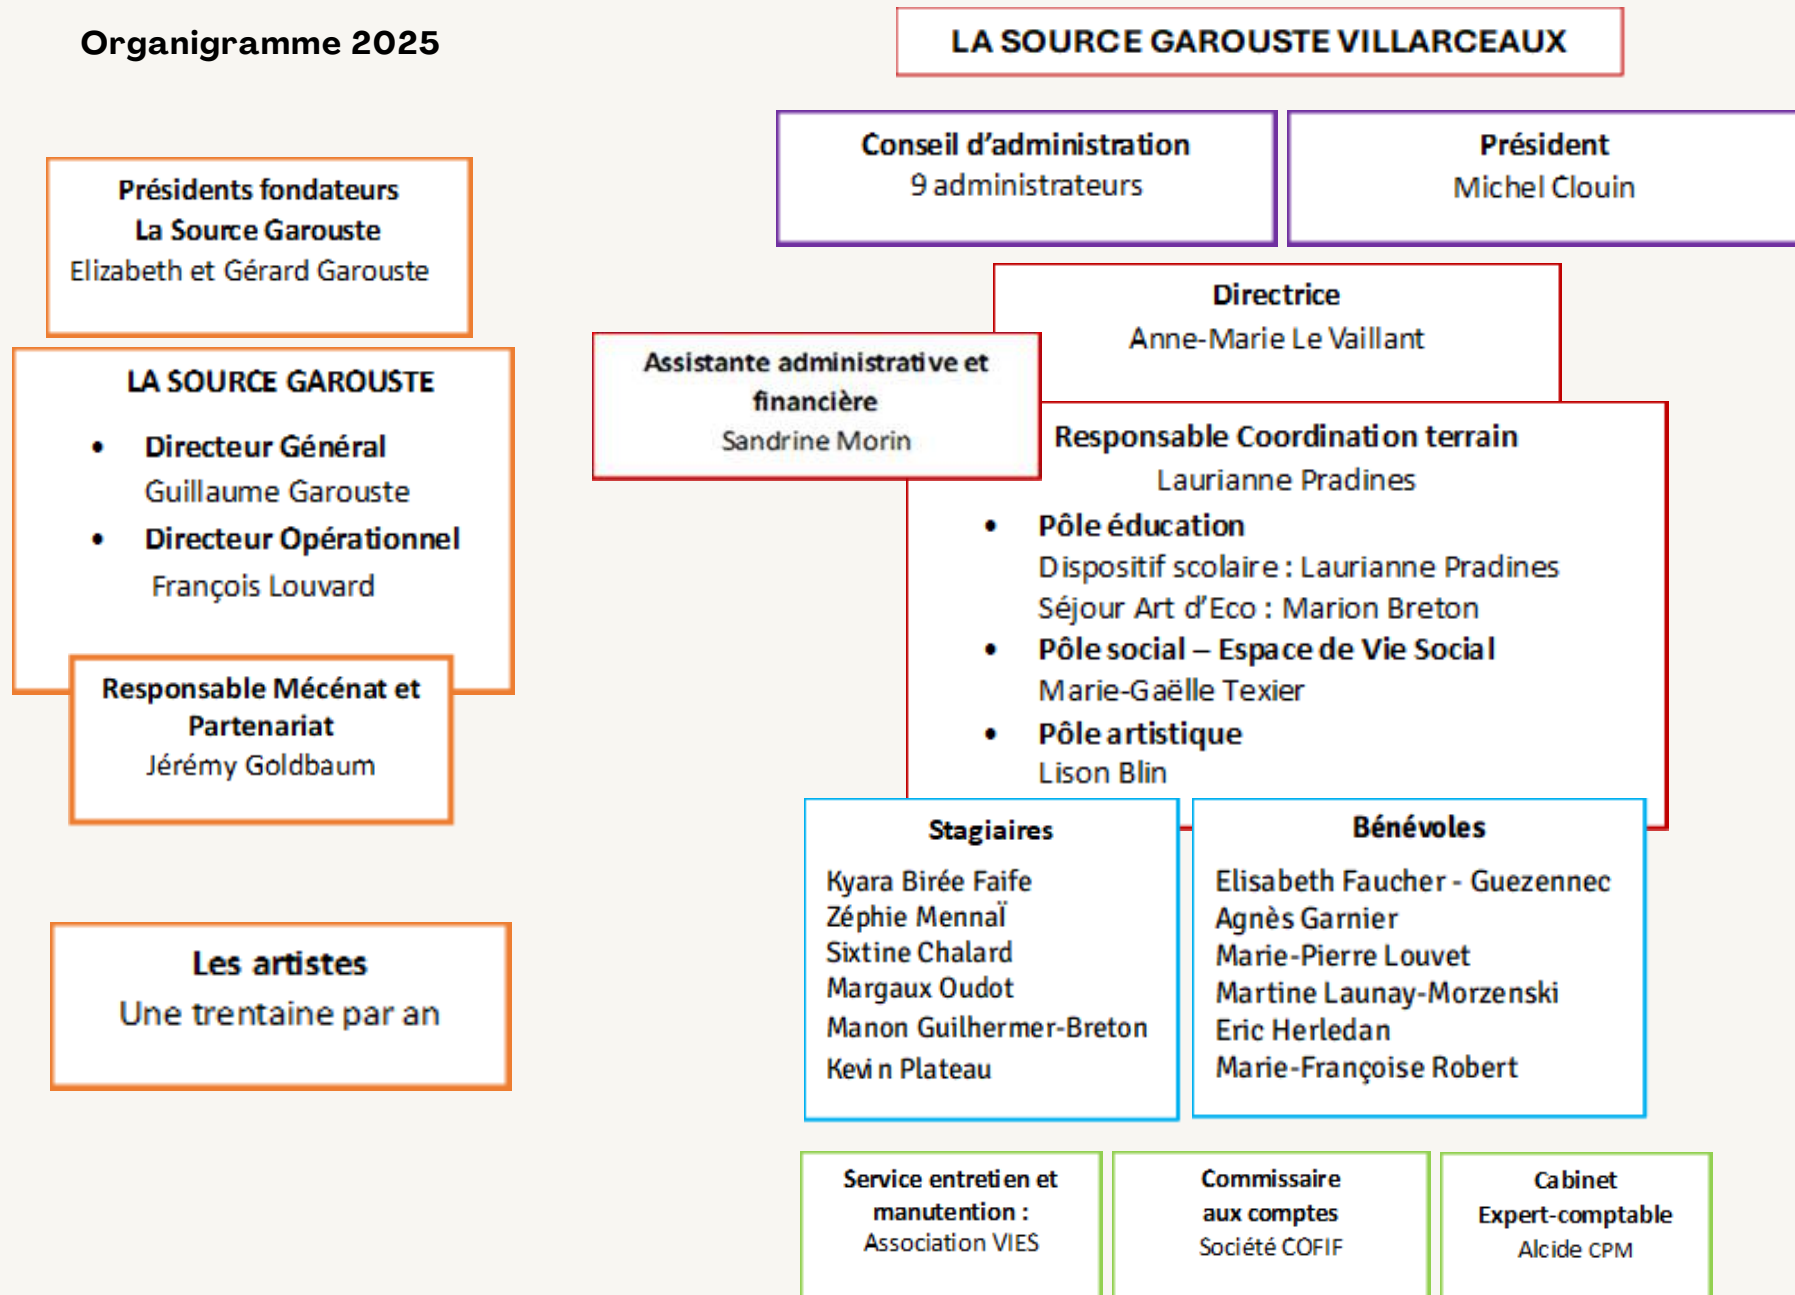 Organigramme 2025
Présidents fondateurs
La Source Garouste
Elizabeth et Gérard Garouste
LA SOURCE GAROUSTE
• Directeur Général
Guillaume Garouste
• Directeur Opérationnel
François Louvard
Responsable Mécénat et
Partenariat
Jérémy Goldbaum
Les artistes
Une trentaine par an
LA SOURCE GAROUSTE VILLARCEAUX
Conseil d’administration
9 administrateurs
Président
Michel Clouin
Directrice
Anne-Marie Le Vaillant
Assistante administrative et
financière
Sandrine Morin
Responsable Coordination terrain
Laurianne Pradines
• Pôle éducation
Dispositif scolaire : Laurianne Pradines
Séjour Art d’Eco : Marion Breton
• Pôle social – Espace de Vie Social
Marie-Gaëlle Texier
• Pôle artistique
Lison Blin
Stagiaires
Kyara Birée Faife
Zéphie MennaÏ
Sixtine Chalard
Margaux Oudot
Manon Guilhermer-Breton
Kevin Plateau
Bénévoles
Elisabeth Faucher - Guezennec
Agnès Garnier
Marie-Pierre Louvet
Martine Launay-Morzenski
Eric Herledan
Marie-Françoise Robert
Service entretien et
manutention :
Association VIES
Commissaire
aux comptes
Société COFIF
Cabinet
Expert-comptable
Alcide CPM